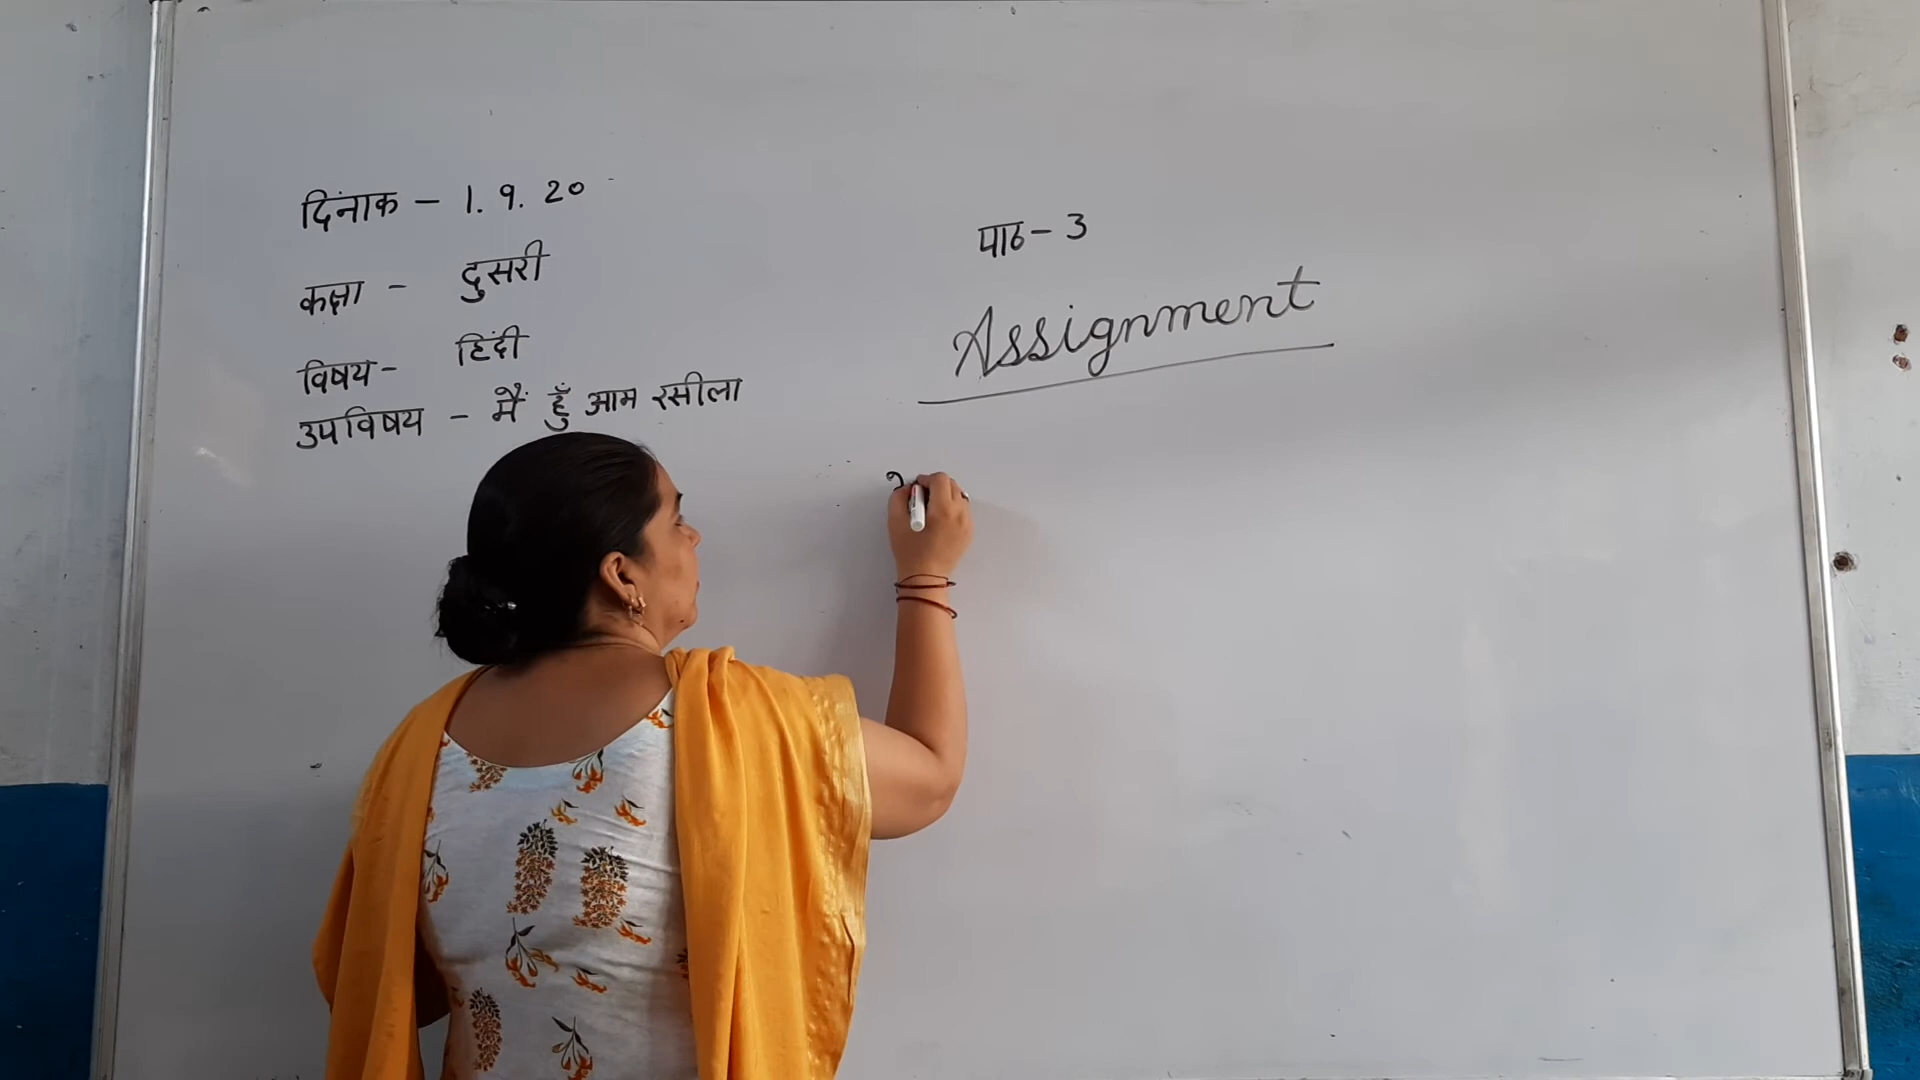 दिंनाक - 1. 9. 20
कक्षा - दुसरी
विषय - हिंदी
उपविषय - मैं हुँ आम रसीला
पाठ - 3
Assignment